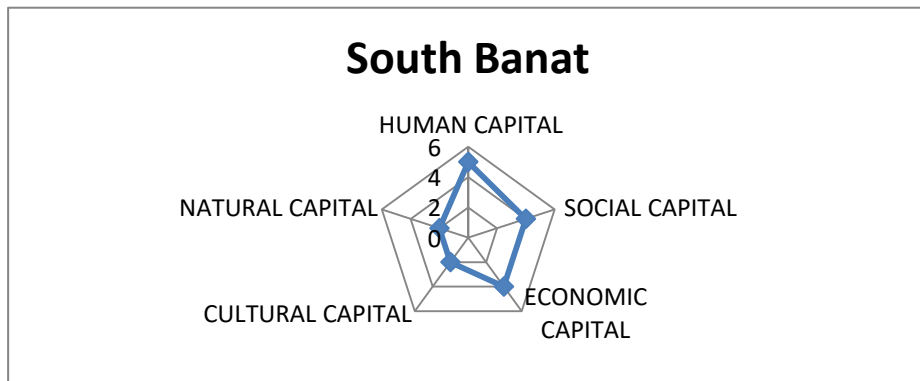 South Banat
HUMAN CAPITAL
6
4
2
0
NATURAL CAPITAL
SOCIAL CAPITAL
CULTURAL CAPITAL
ECONOMIC
CAPITAL